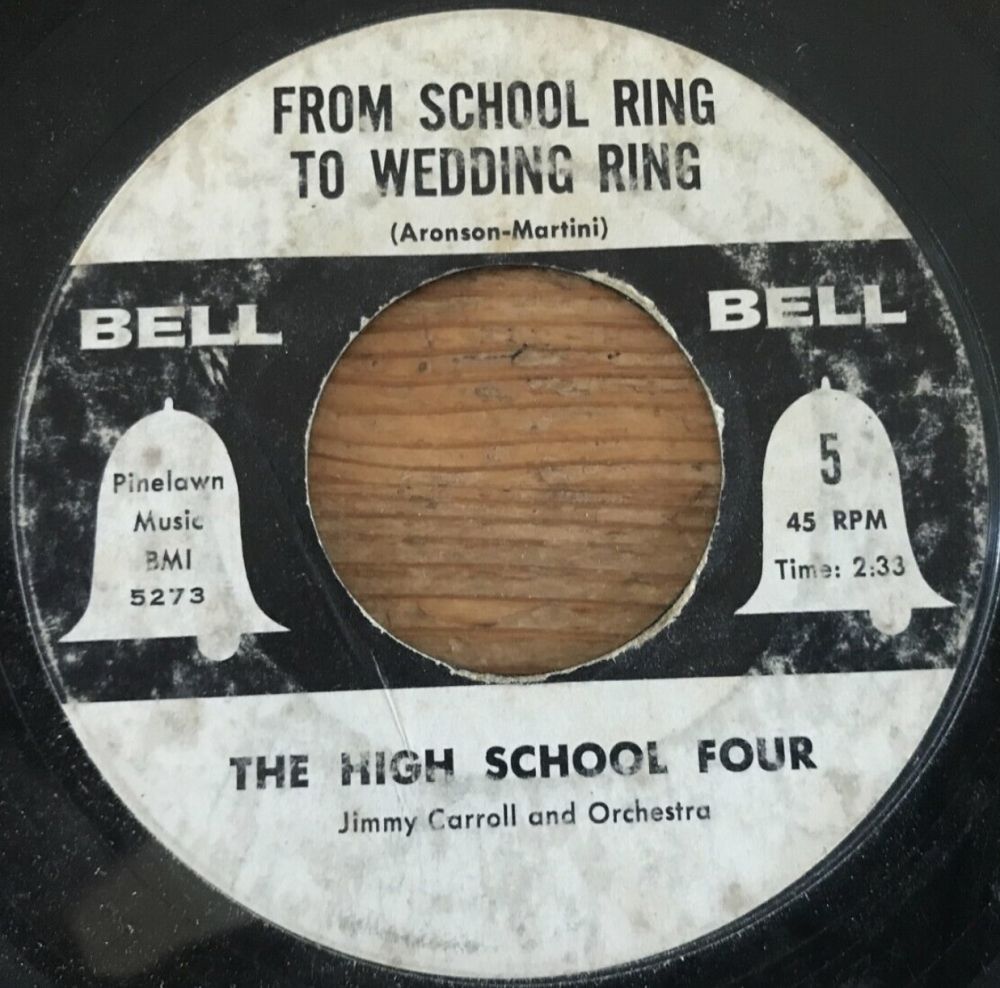 FROM SCHOOL RING
TO WEDDING RING
(Aronson-Martini)
BELL
BELL
Pinelawn
Music
BMI
5273
5
45 RPM
Time: 2:33
THE HIGH SCHOOL FOUR
Jimmy Carroll and Orchestra